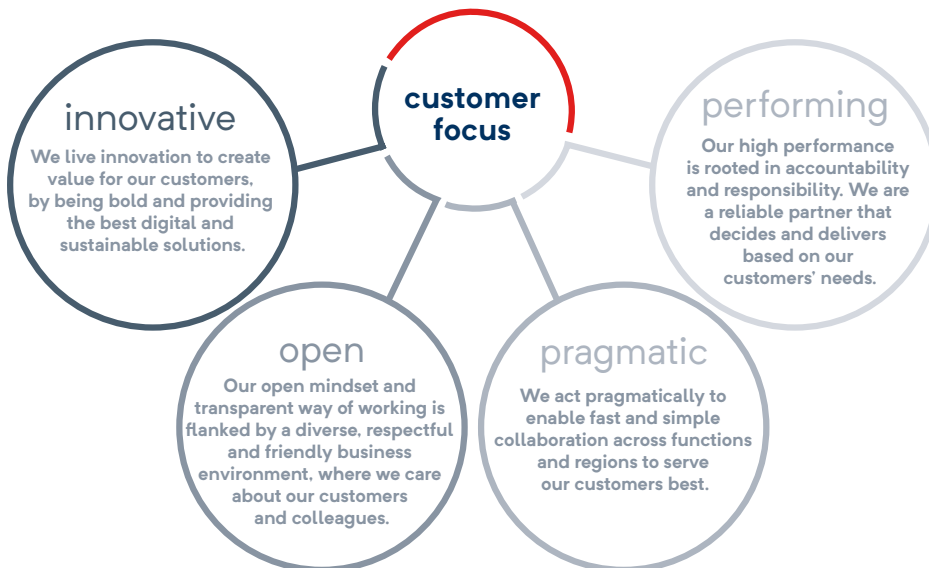 customer
focus
innovative
We live innovation to create
value for our customers,
by being bold and providing
the best digital and
sustainable solutions.
performing
Our high performance
is rooted in accountability
and responsibility. We are
a reliable partner that
decides and delivers
based on our
customers’ needs.
open
Our open mindset and
transparent way of working is
flanked by a diverse, respectful
and friendly business
environment, where we care
about our customers
and colleagues.
pragmatic
We act pragmatically to
enable fast and simple
collaboration across functions
and regions to serve
our customers best.